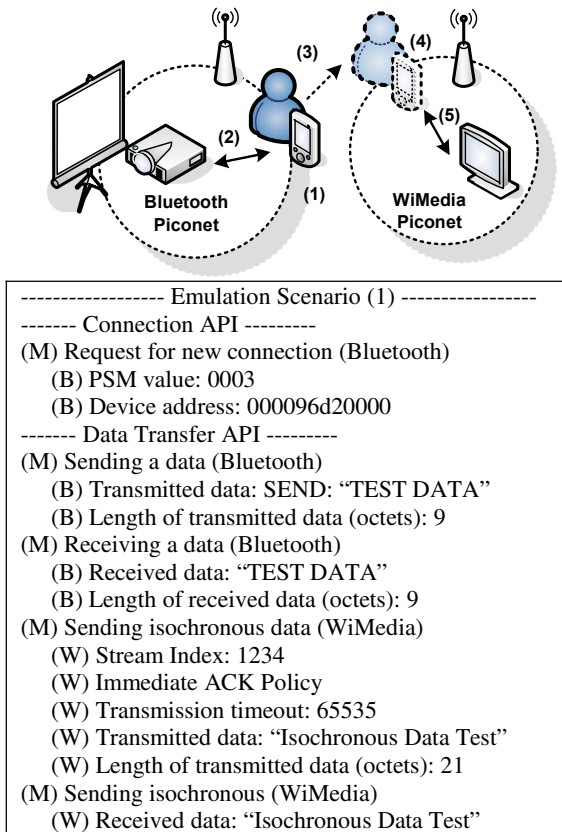 (3)
(4)
(2)
(5)
(1)
Bluetooth
Piconet
WiMedia
Piconet
------------------ Emulation Scenario (1) -----------------
------- Connection API ---------
(M) Request for new connection (Bluetooth)
(B) PSM value: 0003
(B) Device address: 000096d20000
------- Data Transfer API ---------
(M) Sending a data (Bluetooth)
(B) Transmitted data: SEND: “TEST DATA”
(B) Length of transmitted data (octets): 9
(M) Receiving a data (Bluetooth)
(B) Received data: “TEST DATA”
(B) Length of received data (octets): 9
(M) Sending isochronous data (WiMedia)
(W) Stream Index: 1234
(W) Immediate ACK Policy
(W) Transmission timeout: 65535
(W) Transmitted data: “Isochronous Data Test”
(W) Length of transmitted data (octets): 21
(M) Sending isochronous (WiMedia)
(W) Received data: “Isochronous Data Test”